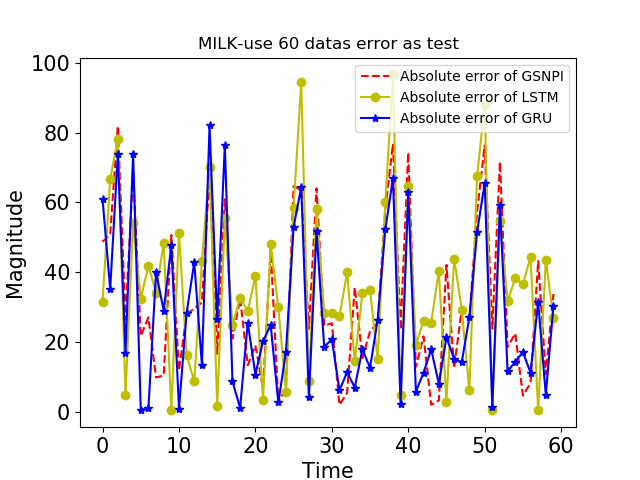 MILK-use 60 datas error as test
Absolute error of GSNPI
Absolute error of LSTM
Absolute error of GRU
Magnitude
100
80
60
40
20
0
0 10 20 30 40 50 60
Time